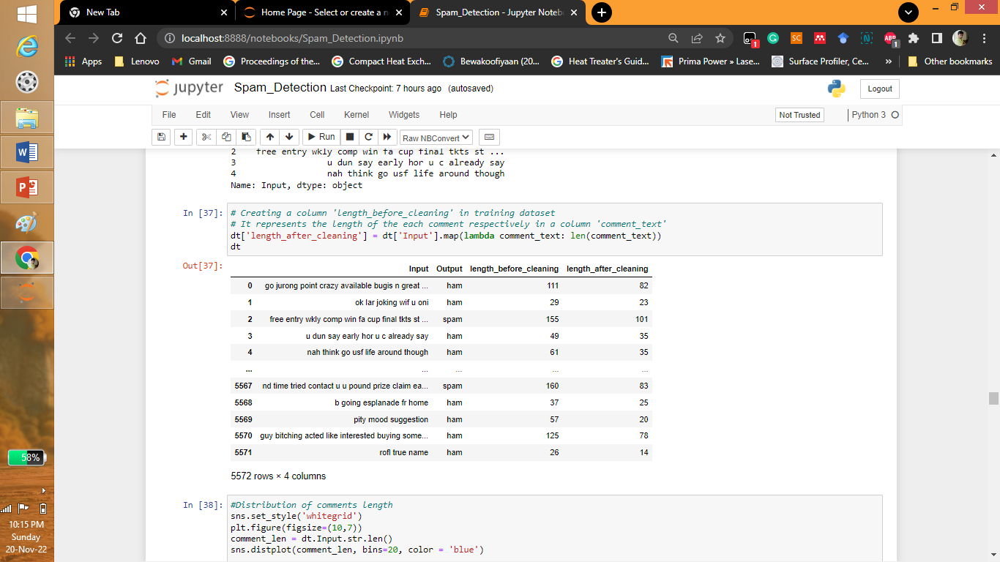 New Tab
Home Page - Select or create a n
Spam_Detection - Jupyter Noteb
localhost:8888/notebooks/Spam_Detection.ipynb
Apps
Lenovo
Gmail
Proceedings of the...
Compact Heat Exch...
Bewakoofiyaan (20...
Heat Treater's Guid...
Prima Power » Lase...
Surface Profiler, Ce...
»
Other bookmarks
jupyter Spam_Detection Last Checkpoint: 7 hours ago (autosaved)
Logout
File Edit View Insert Cell Kernel Widgets Help
Not Trusted
Python 3
Run
Raw NBConvert
2 free entry wkly comp win fa cup final tkts st ...
3 u dun say early hor u c already say
4 nah think go usf life around though
Name: Input, dtype: object
In [37]: # Creating a column 'length_before_cleaning' in training dataset
# It represents the length of the each comment respectively in a column 'comment_text'
dt['length_after_cleaning'] = dt['Input'].map(lambda comment_text: len(comment_text))
dt
Out[37]:
Input Output length_before_cleaning length_after_cleaning
0 go jurong point crazy available bugis n great ... ham 111 82
1 ok lar joking wif u oni ham 29 23
2 free entry wkly comp win fa cup final tkts st ... spam 155 101
3 u dun say early hor u c already say ham 49 35
4 nah think go usf life around though ham 61 35
... ... ... ... ...
5567 nd time tried contact u u pound prize claim ea... spam 160 83
5568 b going esplanade fr home ham 37 25
5569 pity mood suggestion ham 57 20
5570 guy bitching acted like interested buying some... ham 125 78
5571 rofl true name ham 26 14
5572 rows × 4 columns
In [38]: #Distribution of comments length
sns.set_style('whitegrid')
plt.figure(figsize=(10,7))
comment_len = dt.Input.str.len()
sns.distplot(comment_len, bins=20, color = 'blue')
58%
10:15 PM
Sunday
20-Nov-22